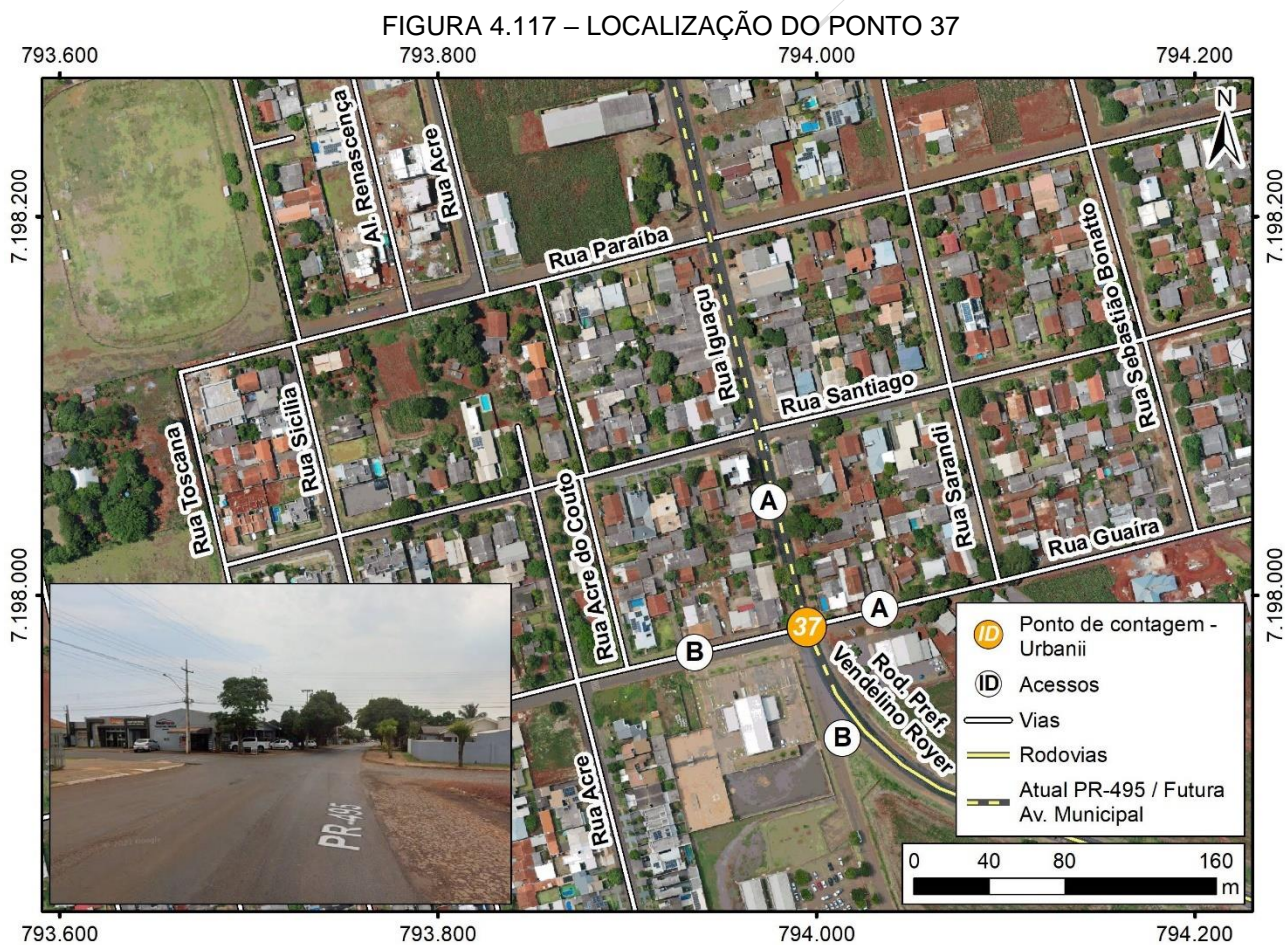 FIGURA 4.117 – LOCALIZAÇÃO DO PONTO 37
793.600
793.800
794.000
794.200
N
7.198.200
7.198.200
Al. Renascença
Rua Acre
Rua Paraíba
Rua Iguaçu
Rua Sebastião Bonatto
Rua Santiago
Rua Toscana
Rua Sicilia
Rua Acre do Couto
Rua Sarandi
Rua Guaíra
A
A
37
B
B
Rod. Pref.
Vendelino Royer
Rua Acre
7.198.000
7.198.000
PR-495
ID Ponto de contagem -
Urbanii
ID Acessos
Vias
Rodovias
Atual PR-495 / Futura
Av. Municipal
0 40 80 160
m
793.600
793.800
794.000
794.200